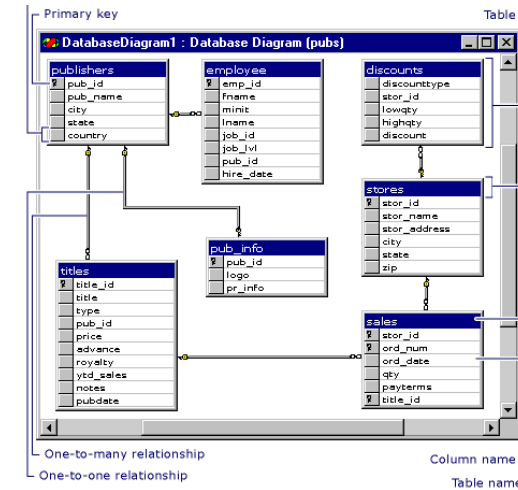 Primary key
Table
DatabaseDiagram1 : Database Diagram (pubs)
publishers
pub_id
pub_name
city
state
country
employee
emp_id
fname
minit
lname
job_id
job_lvl
pub_id
hire_date
discounts
discounttype
stor_id
lowqty
highqty
discount
stores
stor_id
stor_name
stor_address
city
state
zip
pub_info
pub_id
logo
pr_info
titles
title_id
title
type
pub_id
price
advance
royalty
ytd_sales
notes
pubdate
sales
stor_id
ord_num
ord_date
qty
payterms
title_id
One-to-many relationship
One-to-one relationship
Column name
Table name